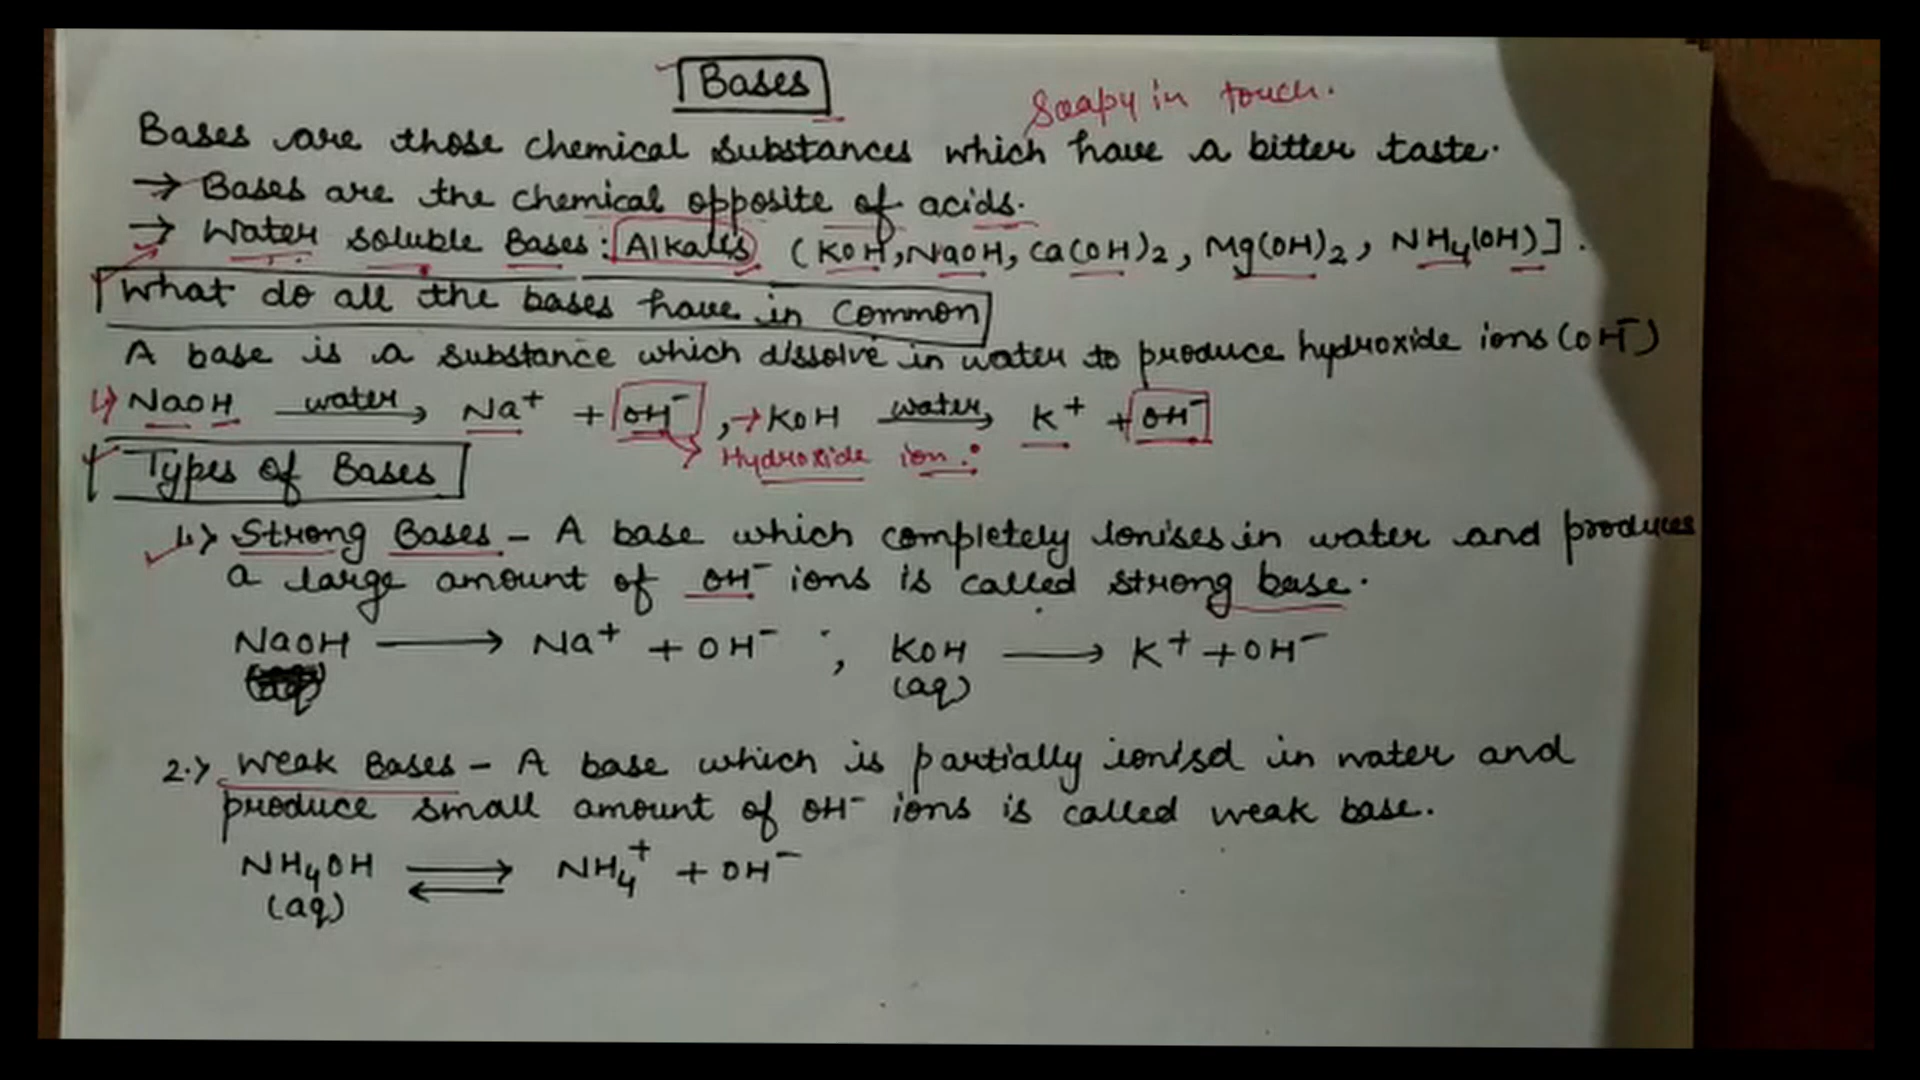 Bases
Soapy in touch.
Bases are those chemical substances which have a bitter taste.
→ Bases are the chemical opposite of acids.
→ Water soluble Bases : Alkalis (KOH, NaOH, Ca(OH)2, Mg(OH)2, NH4(OH)].
What do all the bases have in Common
A base is a substance which dissolve in water to produce hydroxide ions (OH⁻)
↳ NaOH water→ Na⁺ + OH⁻, → KOH water→ K⁺ + OH⁻
→ Hydroxide ion.
Types of Bases
1.> Strong Bases - A base which completely Ionises in water and produces
a large amount of OH⁻ ions is called strong base.
NaOH → Na⁺ + OH⁻ ; KOH → K⁺ + OH⁻
(aq) (aq)
2.> Weak Bases - A base which is partially ionisd in water and
produce small amount of OH⁻ ions is called weak base.
NH4OH ⇌ NH4⁺ + OH⁻
(aq)